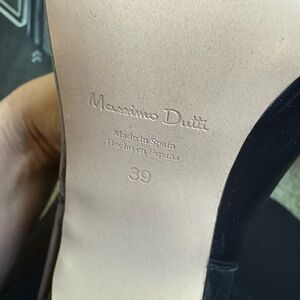 Massimo Dutti
Made in Spain
Hecho en España
39